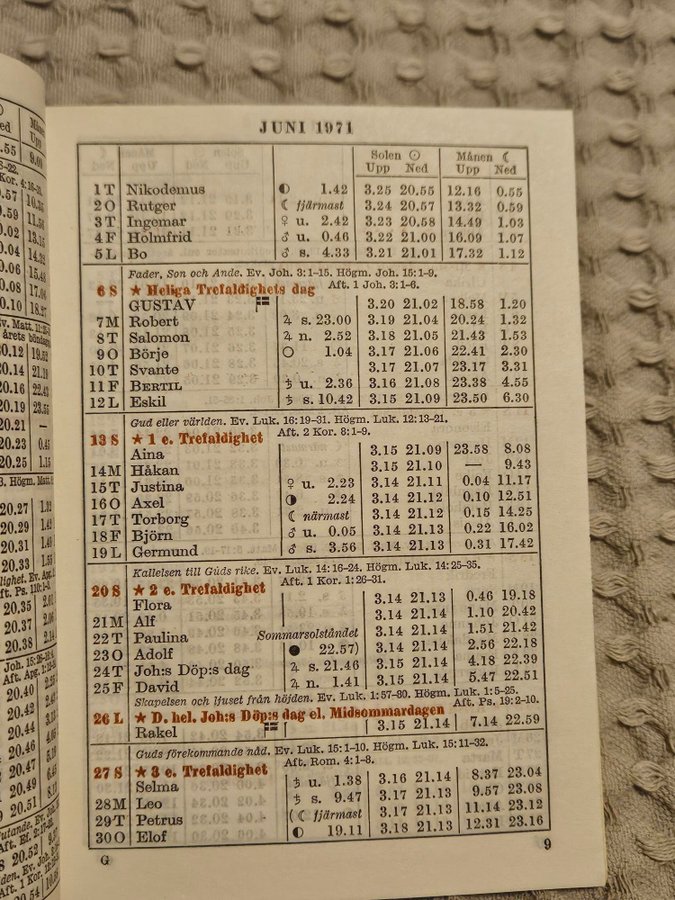 JUNI 1971
Solen ☉ Månen ☾
Upp Ned Upp Ned
1 T Nikodemus ◐ 1.42 3.25 20.55 12.16 0.55
2 O Rutger ☾ fjärmast 3.24 20.57 13.32 0.59
3 T Ingemar ♀ u. 2.42 3.23 20.58 14.49 1.03
4 F Holmfrid ♂ u. 0.46 3.22 21.00 16.09 1.07
5 L Bo ♂ s. 4.33 3.21 21.01 17.32 1.12
Fader, Son och Ande. Ev. Joh. 3:1-15. Högm. Joh. 15:1-9.
Aft. 1 Joh. 3:1-6.
6 S ★ Heliga Trefaldighets dag
GUSTAV 3.20 21.02 18.58 1.20
7 M Robert ♃ s. 23.00 3.19 21.04 20.24 1.32
8 T Salomon ♃ n. 2.52 3.18 21.05 21.43 1.53
9 O Börje ○ 1.04 3.17 21.06 22.41 2.30
10 T Svante 3.17 21.07 23.17 3.31
11 F BERTIL ♄ u. 2.36 3.16 21.08 23.38 4.55
12 L Eskil ♄ s. 10.42 3.15 21.09 23.50 6.30
Gud eller världen. Ev. Luk. 16:19-31. Högm. Luk. 12:13-21.
Aft. 2 Kor. 8:1-9.
13 S ★ 1 e. Trefaldighet
Aina 3.15 21.09 23.58 8.08
14 M Håkan 3.15 21.10 — 9.43
15 T Justina ♀ u. 2.23 3.14 21.11 0.04 11.17
16 O Axel ◑ 2.24 3.14 21.12 0.10 12.51
17 T Torborg ☾ närmast 3.14 21.12 0.15 14.25
18 F Björn ♂ u. 0.05 3.14 21.13 0.22 16.02
19 L Germund ♂ s. 3.56 3.14 21.13 0.31 17.42
Kallelsen till Guds rike. Ev. Luk. 14:16-24. Högm. Luk. 14:25-35.
Aft. 1 Kor. 1:26-31.
20 S ★ 2 e. Trefaldighet
Flora 3.14 21.13 0.46 19.18
21 M Alf 3.14 21.14 1.10 20.42
22 T Paulina Sommarsolståndet 3.14 21.14 1.51 21.42
23 O Adolf ● 22.57) 3.14 21.14 2.56 22.18
24 T Joh:s Döp:s dag ♃ s. 21.46 3.15 21.14 4.18 22.39
25 F David ♃ n. 1.41 3.15 21.14 5.47 22.51
Skapelsen och ljuset från höjden. Ev. Luk. 1:57-80. Högm. Luk. 1:5-25.
Aft. Ps. 19:2-10.
26 L ★ D. hel. Joh:s Döp:s dag el. Midsommardagen
Rakel 3.15 21.14 7.14 22.59
Guds förekommande nåd. Ev. Luk. 15:1-10. Högm. Luk. 15:11-32.
Aft. Rom. 4:1-8.
27 S ★ 3 e. Trefaldighet
Selma ♄ u. 1.38 3.16 21.14 8.37 23.04
28 M Leo ♄ s. 9.47 3.17 21.13 9.57 23.08
29 T Petrus (☾ fjärmast 3.17 21.13 11.14 23.12
30 O Elof ◐ 19.11 3.18 21.13 12.31 23.16
G 9